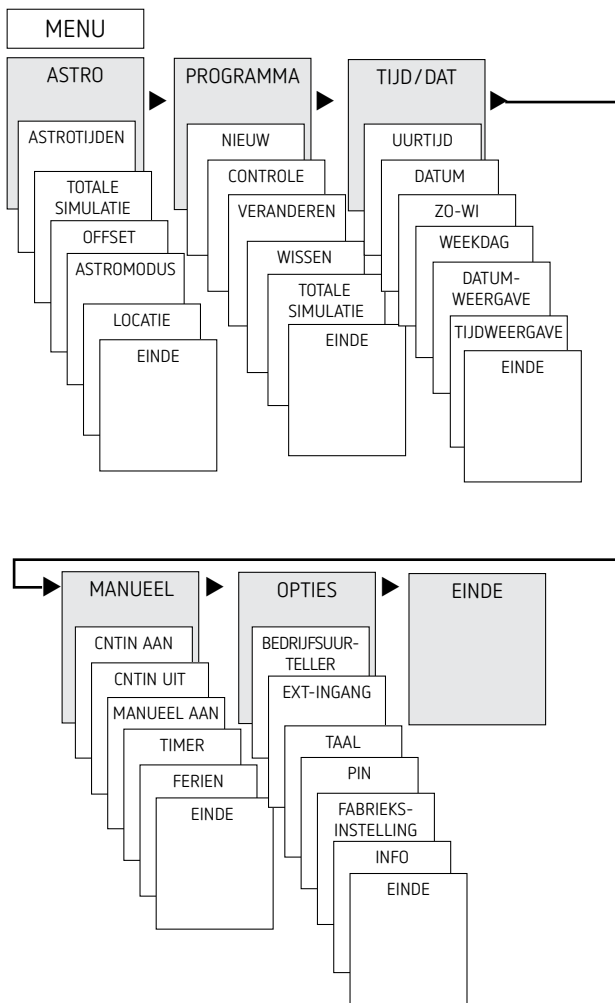 MENU
ASTRO
ASTROTIJDEN
TOTALE
SIMULATIE
OFFSET
ASTROMODUS
LOCATIE
EINDE
PROGRAMMA
NIEUW
CONTROLE
VERANDEREN
WISSEN
TOTALE
SIMULATIE
EINDE
TIJD/DAT
UURTIJD
DATUM
ZO-WI
WEEKDAG
DATUM-
WEERGAVE
TIJDWEERGAVE
EINDE
MANUEEL
CNTIN AAN
CNTIN UIT
MANUEEL AAN
TIMER
FERIEN
EINDE
OPTIES
BEDRIJFSUUR-
TELLER
EXT-INGANG
TAAL
PIN
FABRIEKS-
INSTELLING
INFO
EINDE
EINDE